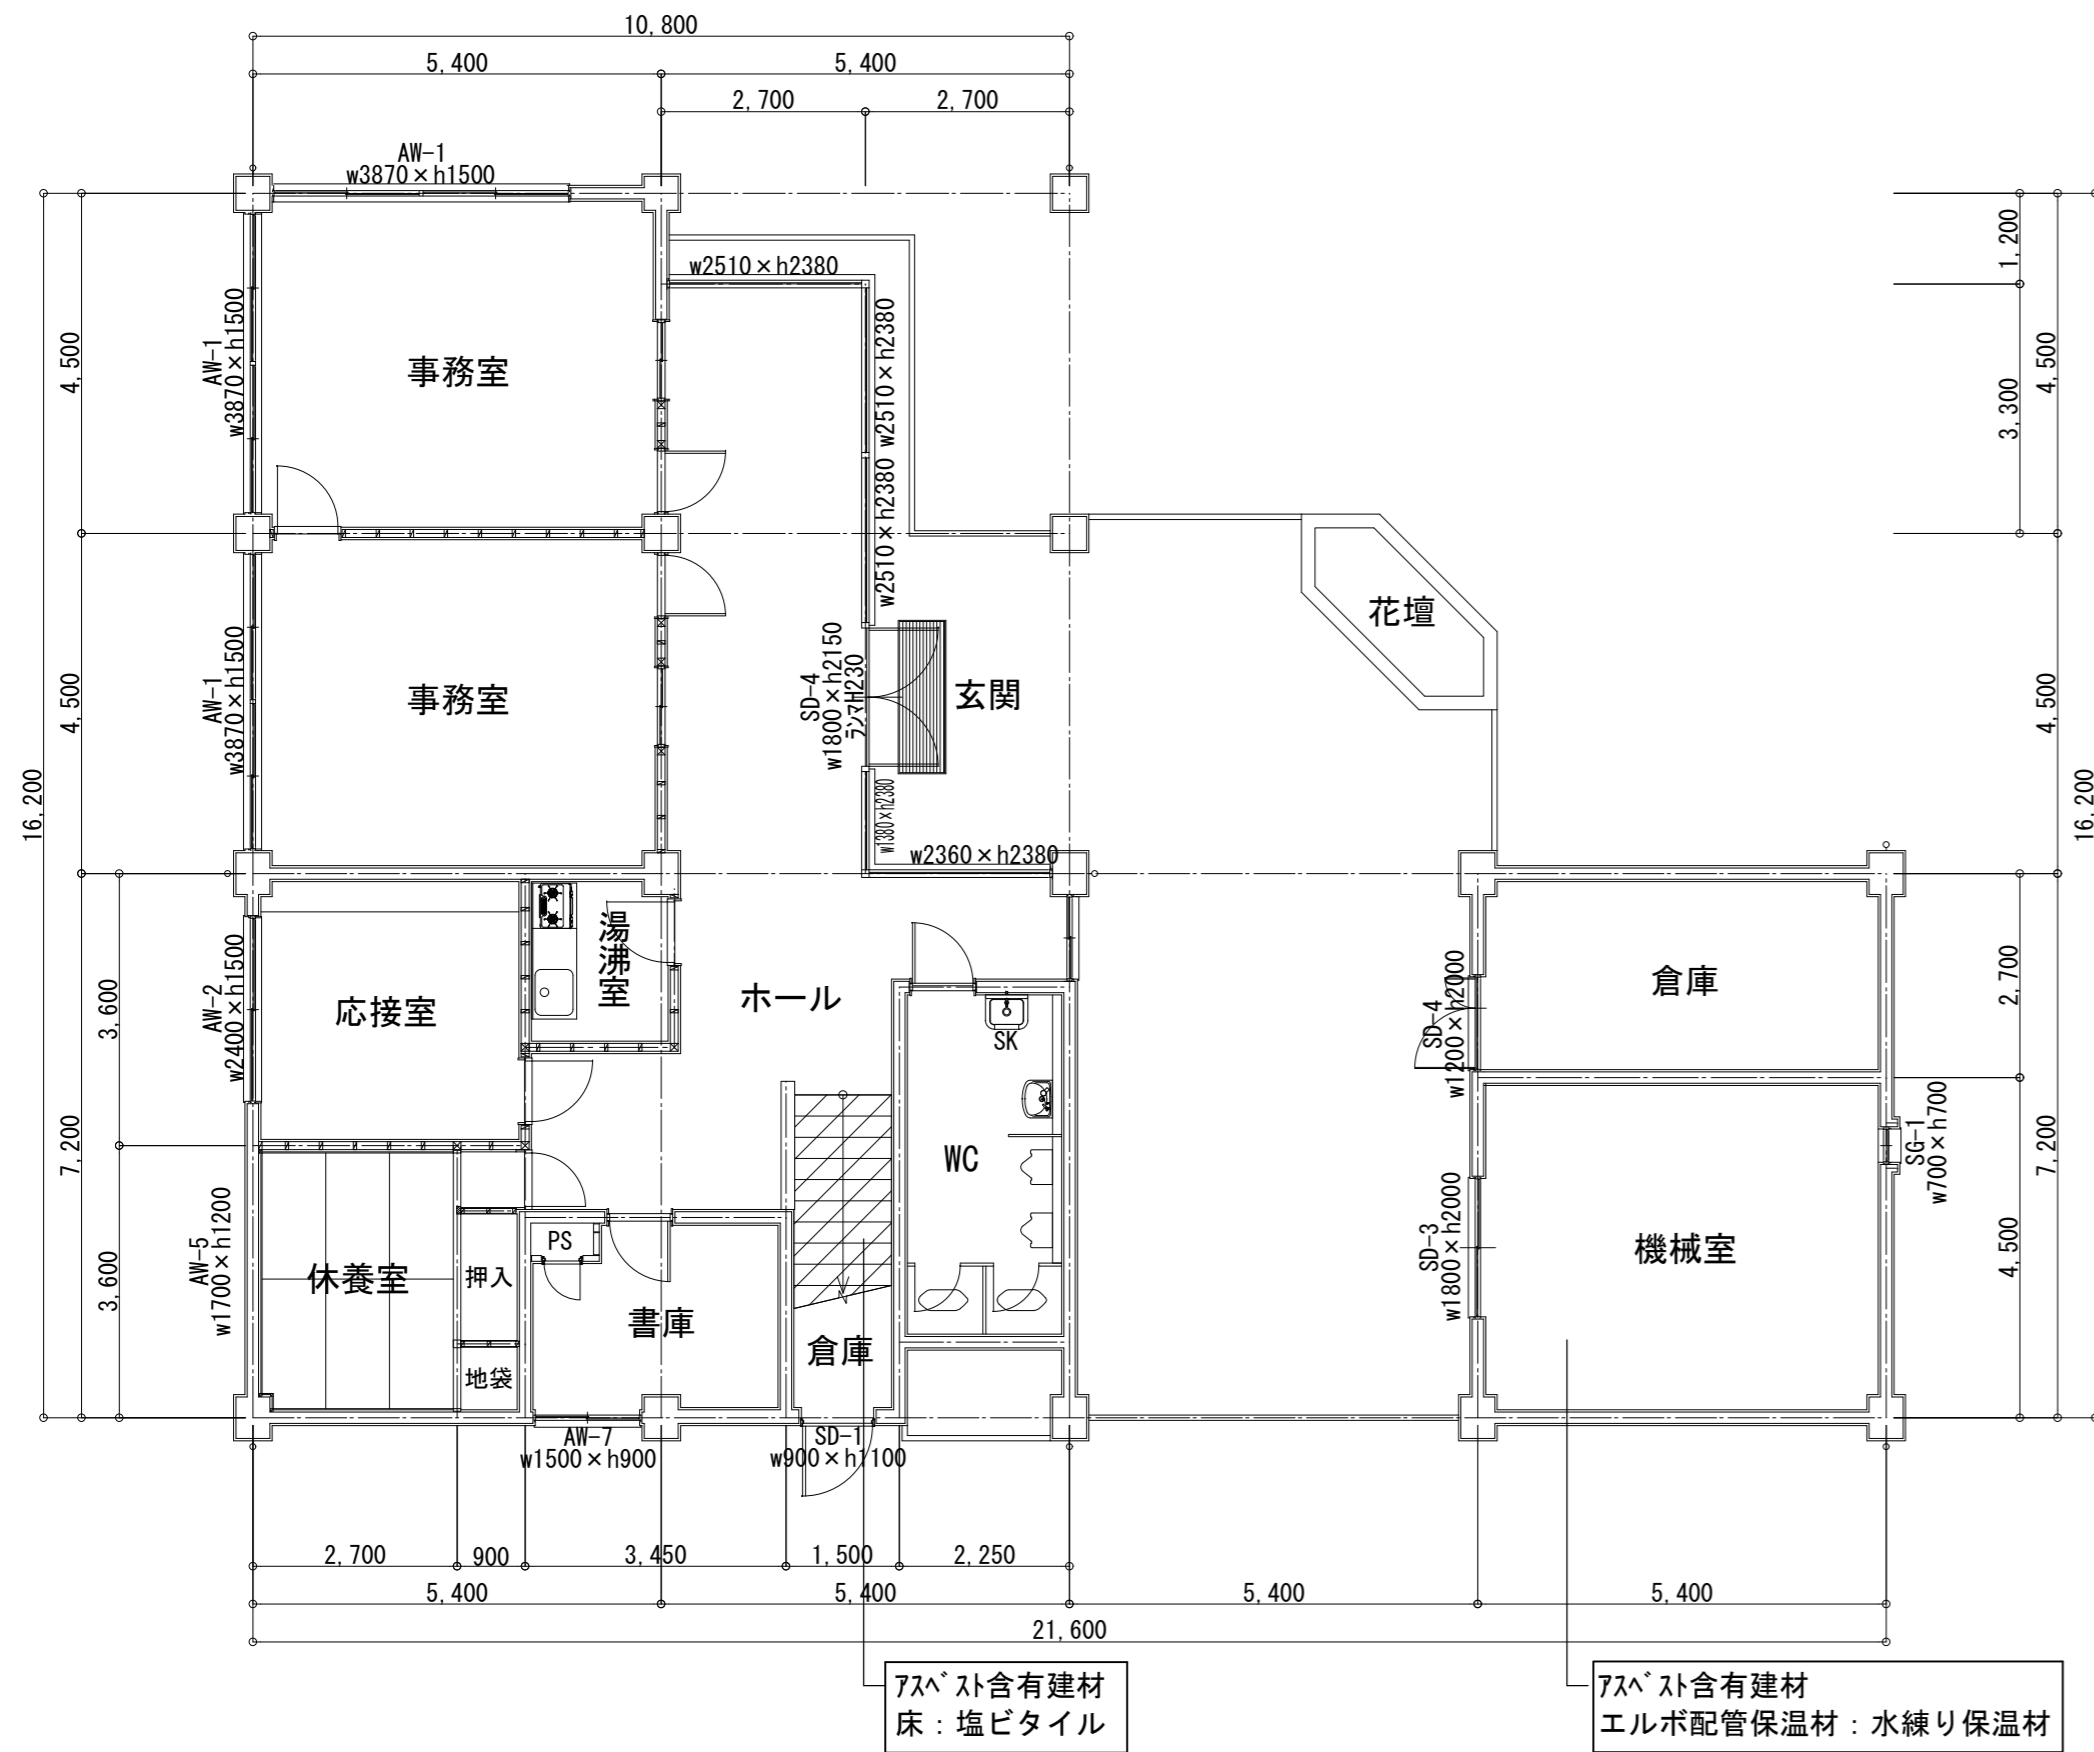 10,800
5,400
5,400
2,700
2,700
AW-1
w3870×h1500
w2510×h2380
AW-1
w3870×h1500
事務室
w2510×h2380
w2510×h2380
4,500
1,200
3,300
4,500
AW-1
w3870×h1500
事務室
SD-4
w1800×h2150
ランマH230
玄関
花壇
4,500
4,500
16,200
16,200
w1380×h2380
w2360×h2380
AW-2
w2400×h1500
応接室
湯沸室
ホール
SK
WC
SD-4
w1200×h2000
倉庫
2,700
3,600
7,200
7,200
SG-1
w700×h700
AW-5
w1700×h1200
休養室
押入
地袋
PS
書庫
倉庫
SD-3
w1800×h2000
機械室
4,500
3,600
AW-7
w1500×h900
SD-1
w900×h1100
2,700
900
3,450
1,500
2,250
5,400
5,400
5,400
5,400
21,600
アスベスト含有建材
床：塩ビタイル
アスベスト含有建材
エルボ配管保温材：水練り保温材